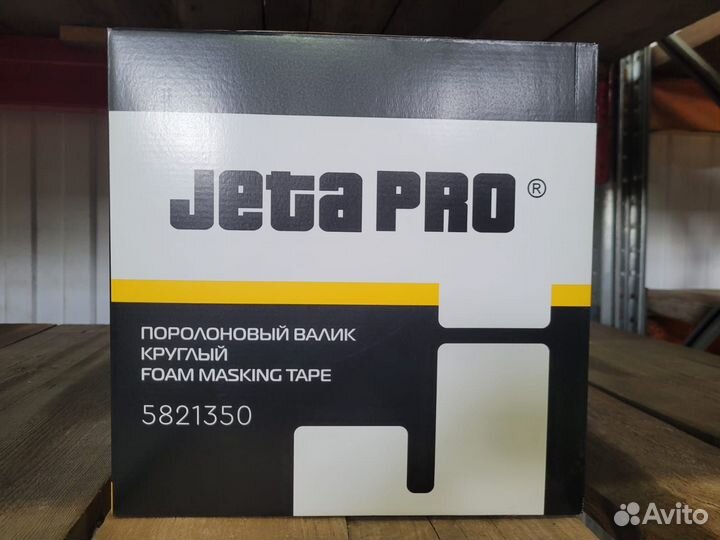 Jeta PRO ®
ПОРОЛОНОВЫЙ ВАЛИК
КРУГЛЫЙ
FOAM MASKING TAPE
5821350
Avito